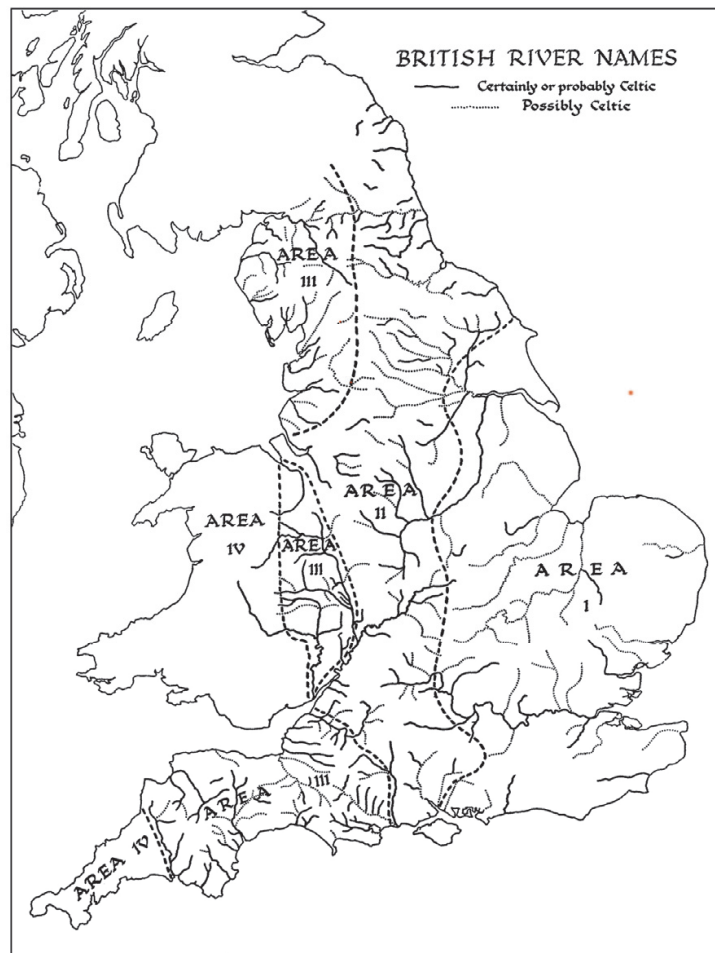 BRITISH RIVER NAMES
Certainly or probably Celtic
Possibly Celtic
AREA
III
AREA
II
AREA
IV
AREA
III
AREA
I
III
AREA
AREA IV